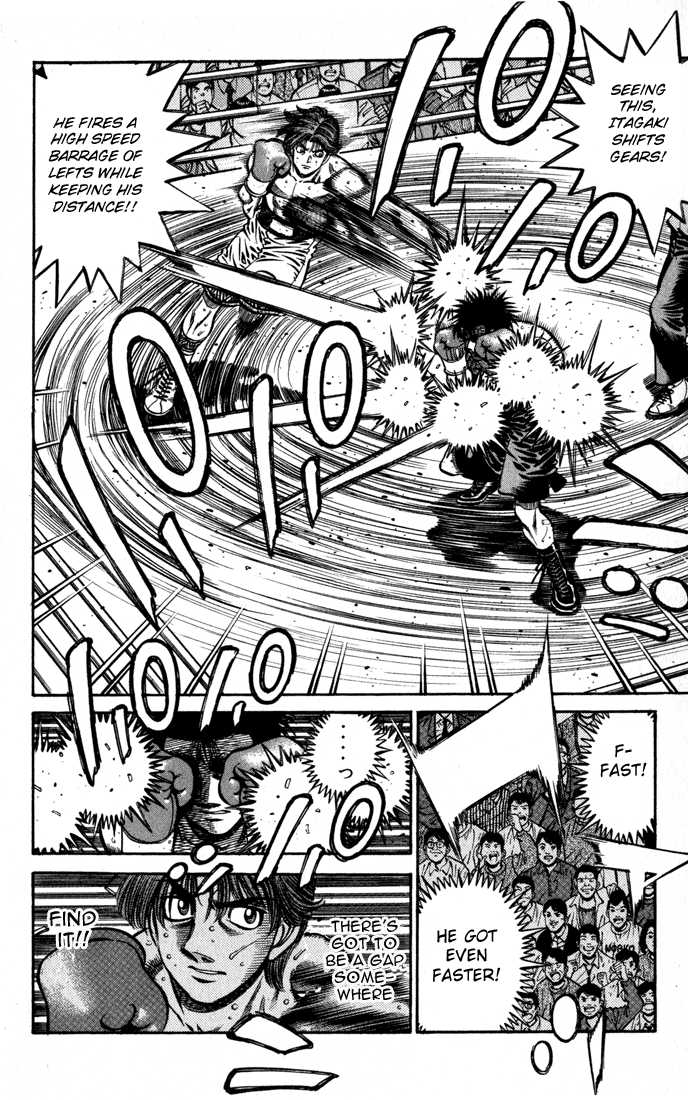 SEEING
THIS,
ITAGAKI
SHIFTS
GEARS!
HE FIRES A
HIGH SPEED
BARRAGE OF
LEFTS WHILE
KEEPING HIS
DISTANCE!!
F-
FAST!
HE GOT
EVEN
FASTER!
……っ
THERE'S
GOT TO
BE A GAP
SOME-
WHERE
FIND
IT!!